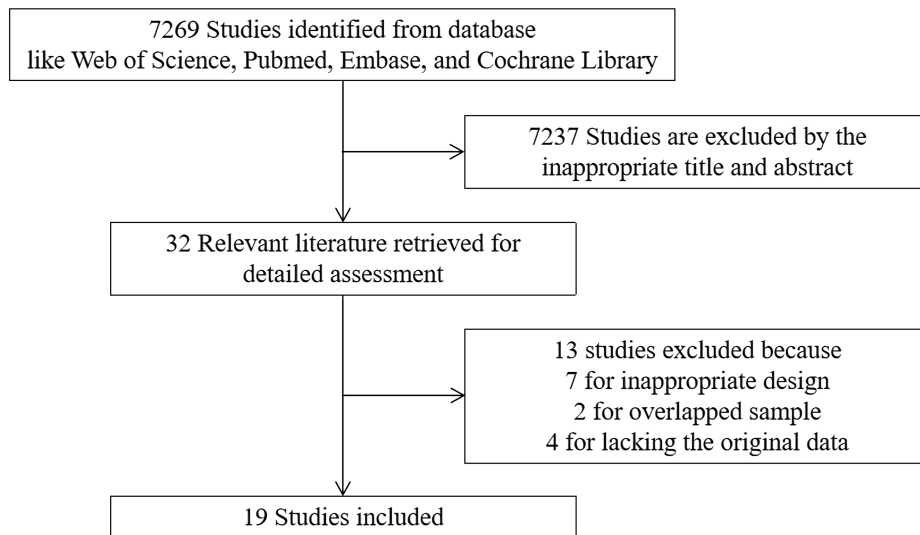 7269 Studies identified from database
like Web of Science, Pubmed, Embase, and Cochrane Library
7237 Studies are excluded by the
inappropriate title and abstract
32 Relevant literature retrieved for
detailed assessment
13 studies excluded because
7 for inappropriate design
2 for overlapped sample
4 for lacking the original data
19 Studies included